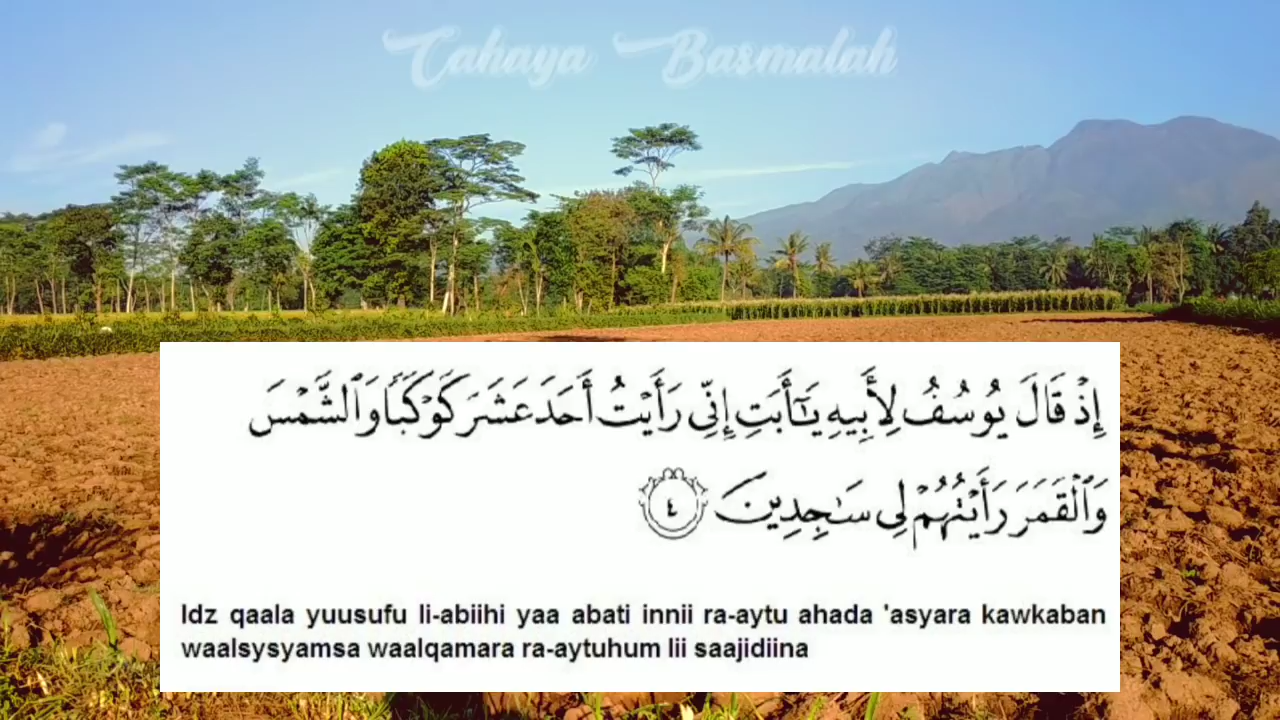 Cahaya Basmalah
إِذْ قَالَ يُوسُفُ لِأَبِيهِ يَـٰٓأَبَتِ إِنِّى رَأَيْتُ أَحَدَ عَشَرَ كَوْكَبًا وَٱلشَّمْسَ
وَٱلْقَمَرَ رَأَيْتُهُمْ لِى سَـٰجِدِينَ ٤
Idz qaala yuusufu li-abiihi yaa abati innii ra-aytu ahada 'asyara kawkaban
waalsysyamsa waalqamara ra-aytuhum lii saajidiina